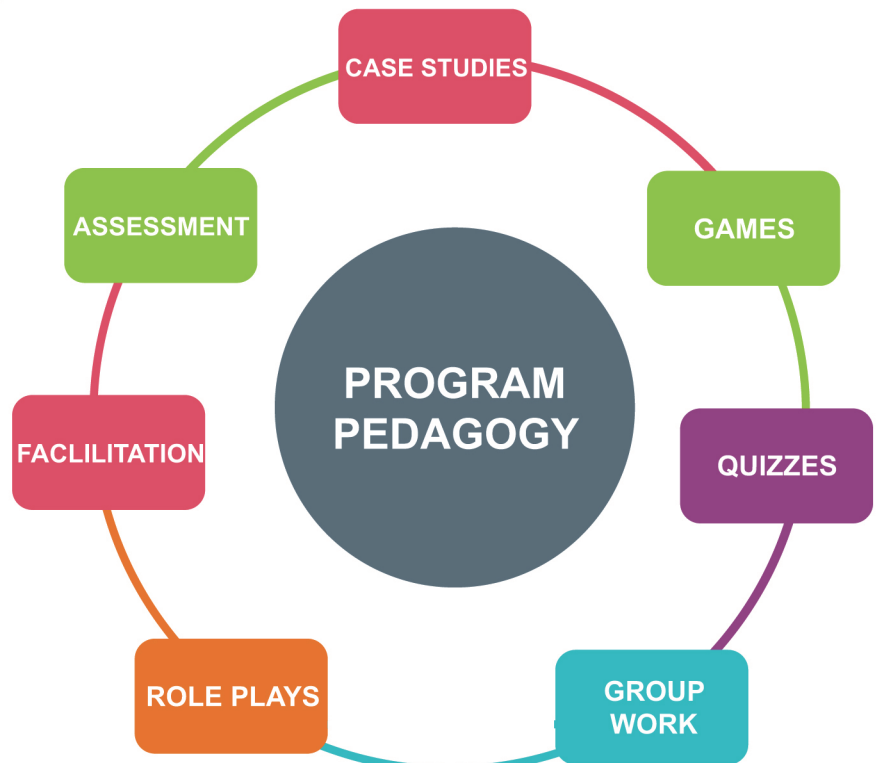 CASE STUDIES
ASSESSMENT
GAMES
PROGRAM
PEDAGOGY
FACLILITATION
QUIZZES
ROLE PLAYS
GROUP
WORK